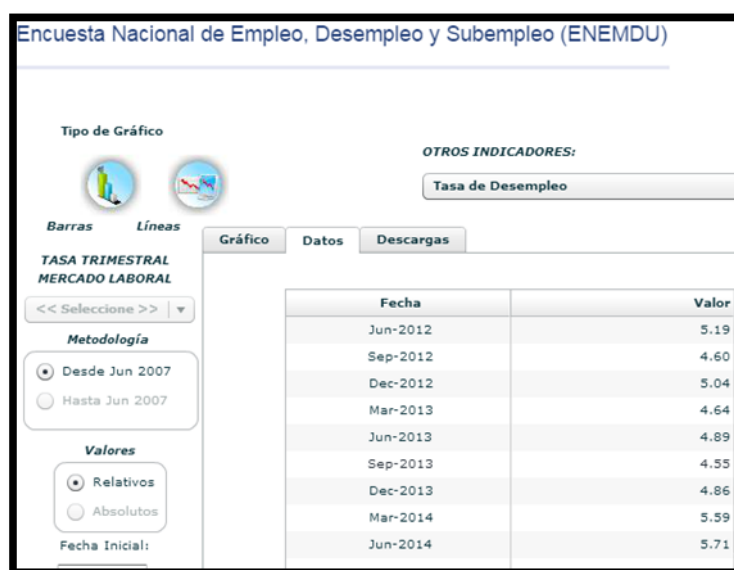 Encuesta Nacional de Empleo, Desempleo y Subempleo (ENEMDU)
Tipo de Gráfico
OTROS INDICADORES:
Tasa de Desempleo
Barras Líneas
Gráfico Datos Descargas
TASA TRIMESTRAL
MERCADO LABORAL
<< Seleccione >>
Metodología
Desde Jun 2007
Hasta Jun 2007
Valores
Relativos
Absolutos
Fecha Inicial:
Fecha Valor
Jun-2012 5.19
Sep-2012 4.60
Dec-2012 5.04
Mar-2013 4.64
Jun-2013 4.89
Sep-2013 4.55
Dec-2013 4.86
Mar-2014 5.59
Jun-2014 5.71